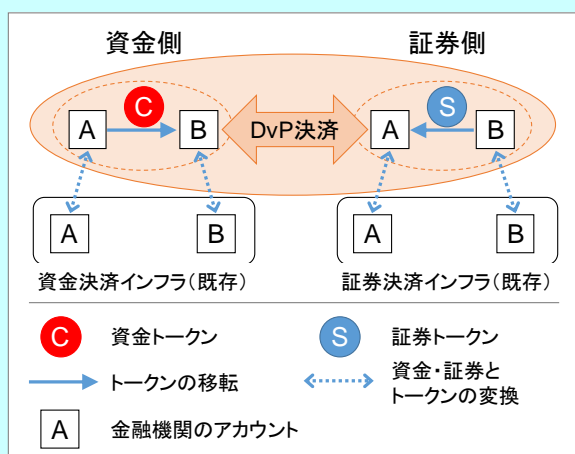 資金側
証券側
C
S
A
B
DvP決済
A
B
A
B
A
B
資金決済インフラ(既存)
証券決済インフラ(既存)
C
資金トークン
S
証券トークン
トークンの移転
資金・証券と
トークンの変換
A
金融機関のアカウント